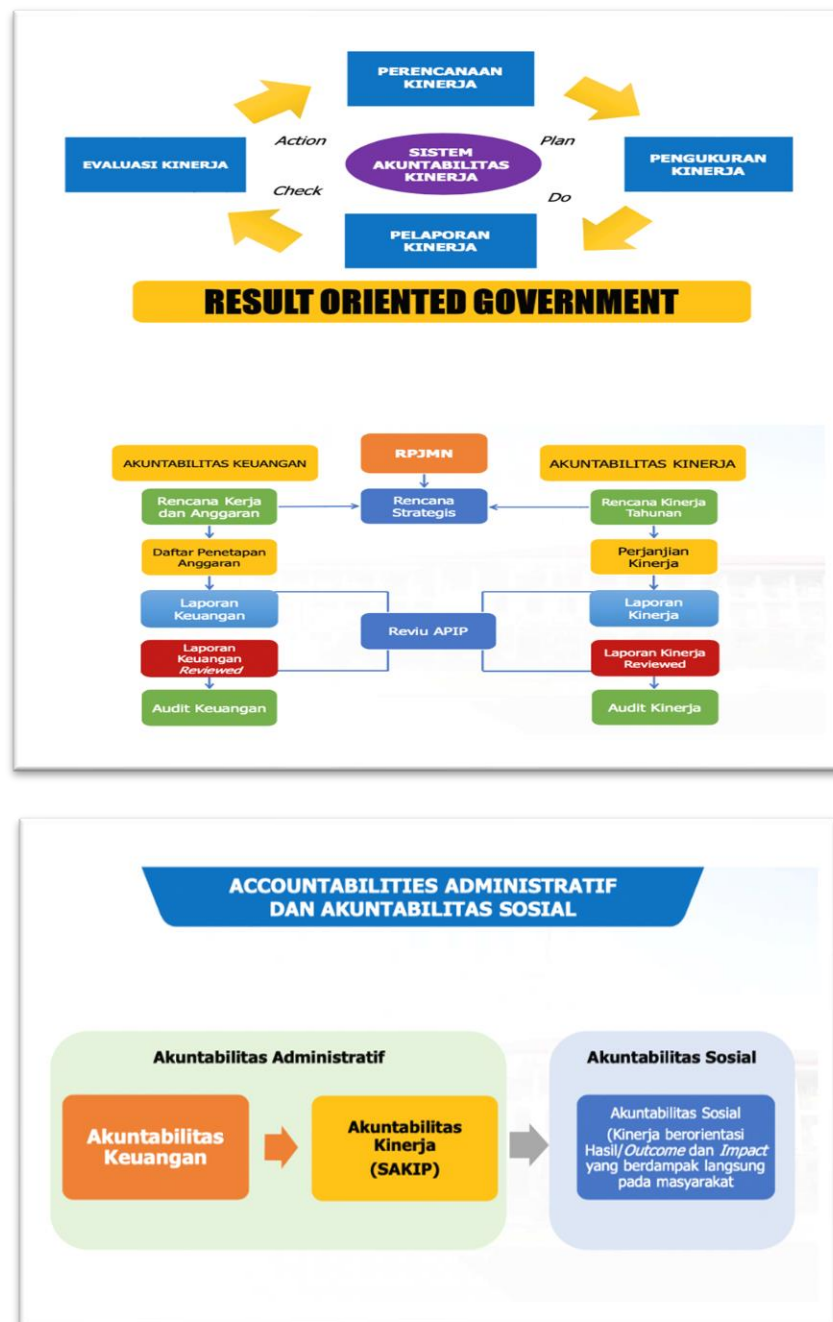 PERENCANAAN
KINERJA
Action
Plan
EVALUASI KINERJA
SISTEM
AKUNTABILITAS
KINERJA
PENGUKURAN
KINERJA
Check
Do
PELAPORAN
KINERJA
RESULT ORIENTED GOVERNMENT
AKUNTABILITAS KEUANGAN
RPJMN
AKUNTABILITAS KINERJA
Rencana Kerja
dan Anggaran
Rencana
Strategis
Rencana Kinerja
Tahunan
Daftar Penetapan
Anggaran
Perjanjian
Kinerja
Laporan
Keuangan
Reviu APIP
Laporan
Kinerja
Laporan
Keuangan
Reviewed
Laporan Kinerja
Reviewed
Audit Keuangan
Audit Kinerja
ACCOUNTABILITIES ADMINISTRATIF
DAN AKUNTABILITAS SOSIAL
Akuntabilitas Administratif
Akuntabilitas
Keuangan
Akuntabilitas
Kinerja
(SAKIP)
Akuntabilitas Sosial
Akuntabilitas Sosial
(Kinerja berorientasi
Hasil/Outcome dan Impact
yang berdampak langsung
pada masyarakat